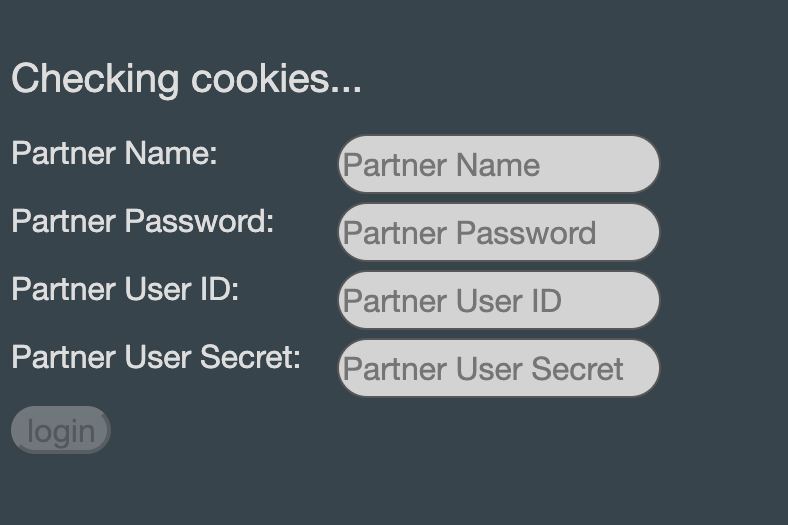 Checking cookies...
Partner Name: Partner Name
Partner Password: Partner Password
Partner User ID: Partner User ID
Partner User Secret: Partner User Secret
login